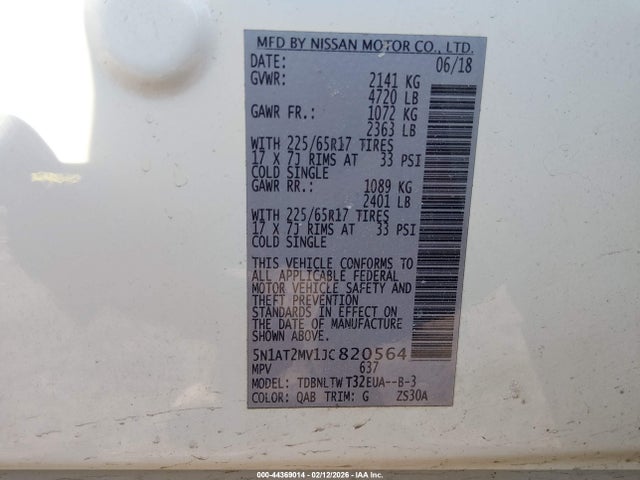 MFD BY NISSAN MOTOR CO., LTD.
DATE: 06/18
GVWR: 2141 KG
4720 LB
GAWR FR.: 1072 KG
2363 LB
WITH 225/65R17 TIRES
17 X 7J RIMS AT 33 PSI
COLD SINGLE
GAWR RR.: 1089 KG
2401 LB
WITH 225/65R17 TIRES
17 X 7J RIMS AT 33 PSI
COLD SINGLE
THIS VEHICLE CONFORMS TO
ALL APPLICABLE FEDERAL
MOTOR VEHICLE SAFETY AND
THEFT PREVENTION
STANDARDS IN EFFECT ON
THE DATE OF MANUFACTURE
SHOWN ABOVE.
5N1AT2MV1JC820564
MPV 637
MODEL: TDBNLTW T32EUA--B-3
COLOR: QAB TRIM: G ZS30A
000-44369014 - 02/12/2026 - IAA Inc.